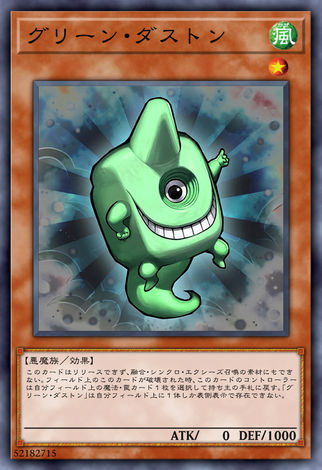 グリーン・ダストン
風
【悪魔族／効果】
このカードはリリースできず、融合・シンクロ・エクシーズ召喚の素材にもで
きない。フィールド上のこのカードが破壊された時、このカードのコントローラー
は自分フィールド上の魔法・罠カード１枚を選択して持ち主の手札に戻す。「グ
リーン・ダストン」は自分フィールド上に１体しか表側表示で存在できない。
ATK/ 0 DEF/1000
52182715